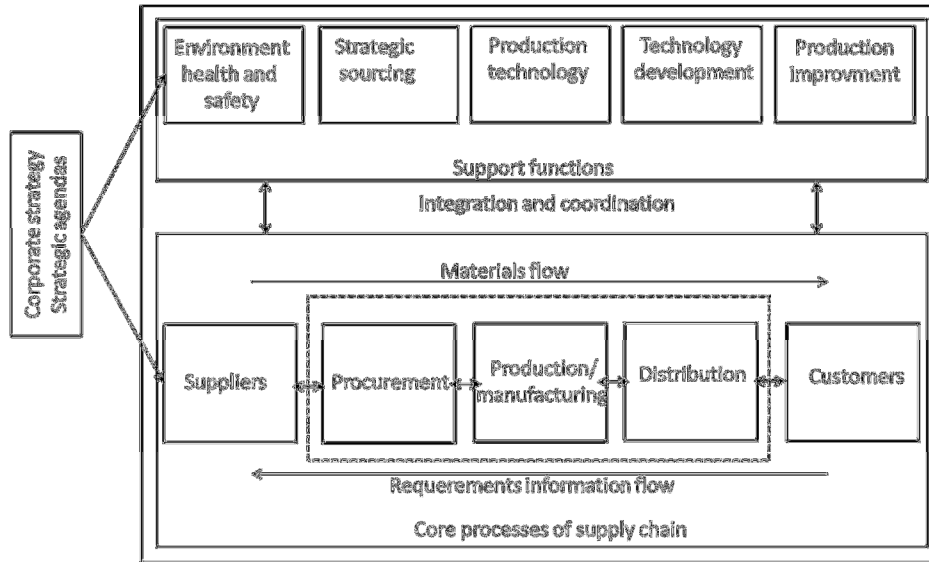 Environment
health and
safety
Strategic
sourcing
Production
technology
Technology
development
Production
Improvment
Support functions
Integration and coordination
Corporate strategy
Strategic agendas
Materials flow
Suppliers
Procurement
Production/
manufacturing
Distribution
Customers
Requerements information flow
Core processes of supply chain